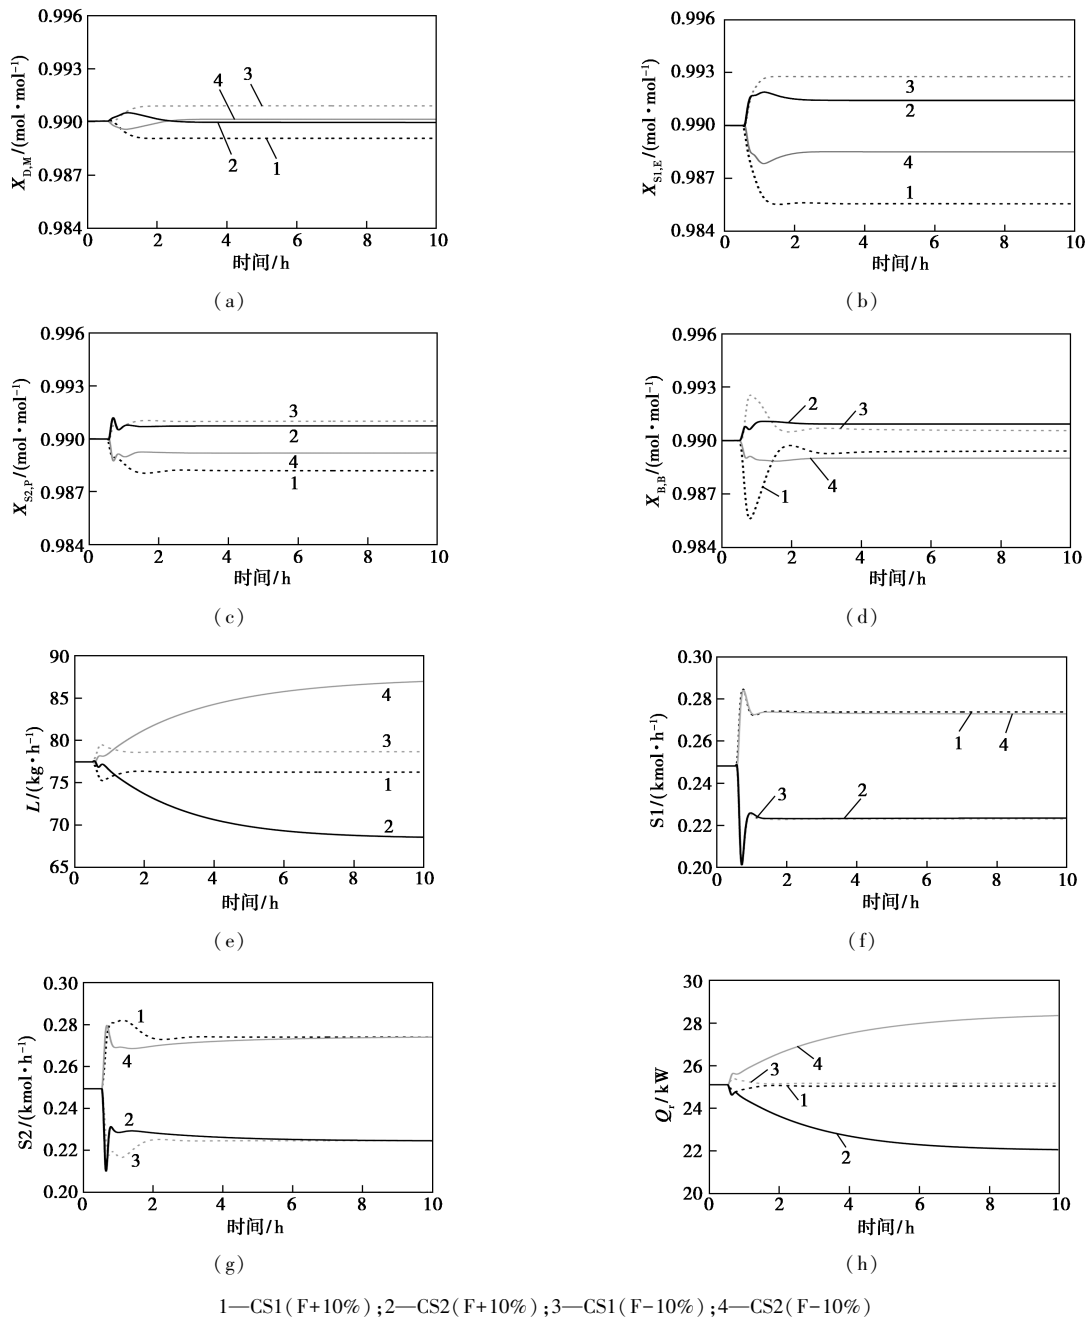 0.996
0.993
0.990
0.987
0.984
X_D,M/(mol·mol⁻¹)
4
3
2
1
0 2 4 6 8 10
时间/h
(a)
0.996
0.993
0.990
0.987
0.984
X_S1,E/(mol·mol⁻¹)
3
2
4
1
0 2 4 6 8 10
时间/h
(b)
0.996
0.993
0.990
0.987
0.984
X_S2,P/(mol·mol⁻¹)
3
2
4
1
0 2 4 6 8 10
时间/h
(c)
0.996
0.993
0.990
0.987
0.984
X_B,B/(mol·mol⁻¹)
2
3
1
4
0 2 4 6 8 10
时间/h
(d)
90
85
80
75
70
65
L/(kg·h⁻¹)
4
3
1
2
0 2 4 6 8 10
时间/h
(e)
0.30
0.28
0.26
0.24
0.22
0.20
S1/(kmol·h⁻¹)
1
4
3
2
0 2 4 6 8 10
时间/h
(f)
0.30
0.28
0.26
0.24
0.22
0.20
S2/(kmol·h⁻¹)
1
4
2
3
0 2 4 6 8 10
时间/h
(g)
30
28
26
24
22
20
Q_r/kW
4
3
1
2
0 2 4 6 8 10
时间/h
(h)
1—CS1(F+10%);2—CS2(F+10%);3—CS1(F-10%);4—CS2(F-10%)